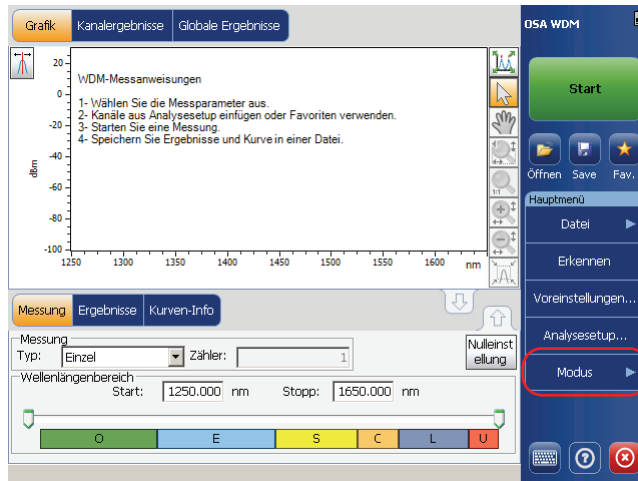 Grafik Kanalergebnisse Globale Ergebnisse
WDM-Messanweisungen
1- Wählen Sie die Messparameter aus.
2- Kanäle aus Analysesetup einfügen oder Favoriten verwenden.
3- Starten Sie eine Messung.
4- Speichern Sie Ergebnisse und Kurve in einer Datei.
20
0
-20
-40
-60
-80
-100
dBm
1250 1300 1350 1400 1450 1500 1550 1600 nm
1:1
Messung Ergebnisse Kurven-Info
Messung
Typ: Einzel Zähler: 1
Nulleinst
ellung
Wellenlängenbereich
Start: 1250.000 nm Stopp: 1650.000 nm
O E S C L U
OSA WDM
Start
Öffnen Save Fav.
Hauptmenü
Datei
Erkennen
Voreinstellungen...
Analysesetup...
Modus
?